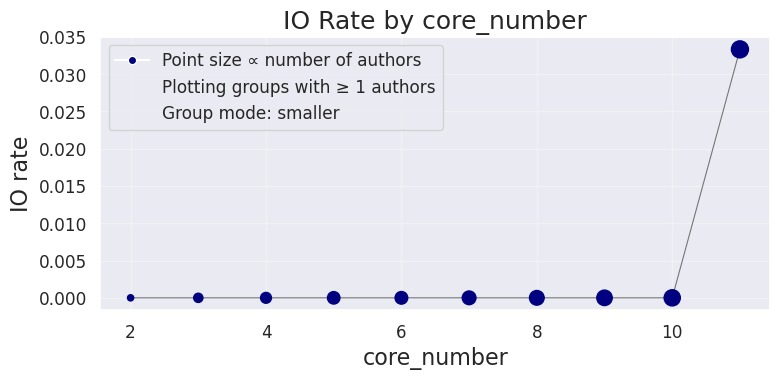 IO Rate by core_number
0.035
0.030
0.025
0.020
0.015
0.010
0.005
0.000
IO rate
Point size ∝ number of authors
Plotting groups with ≥ 1 authors
Group mode: smaller
2 4 6 8 10
core_number